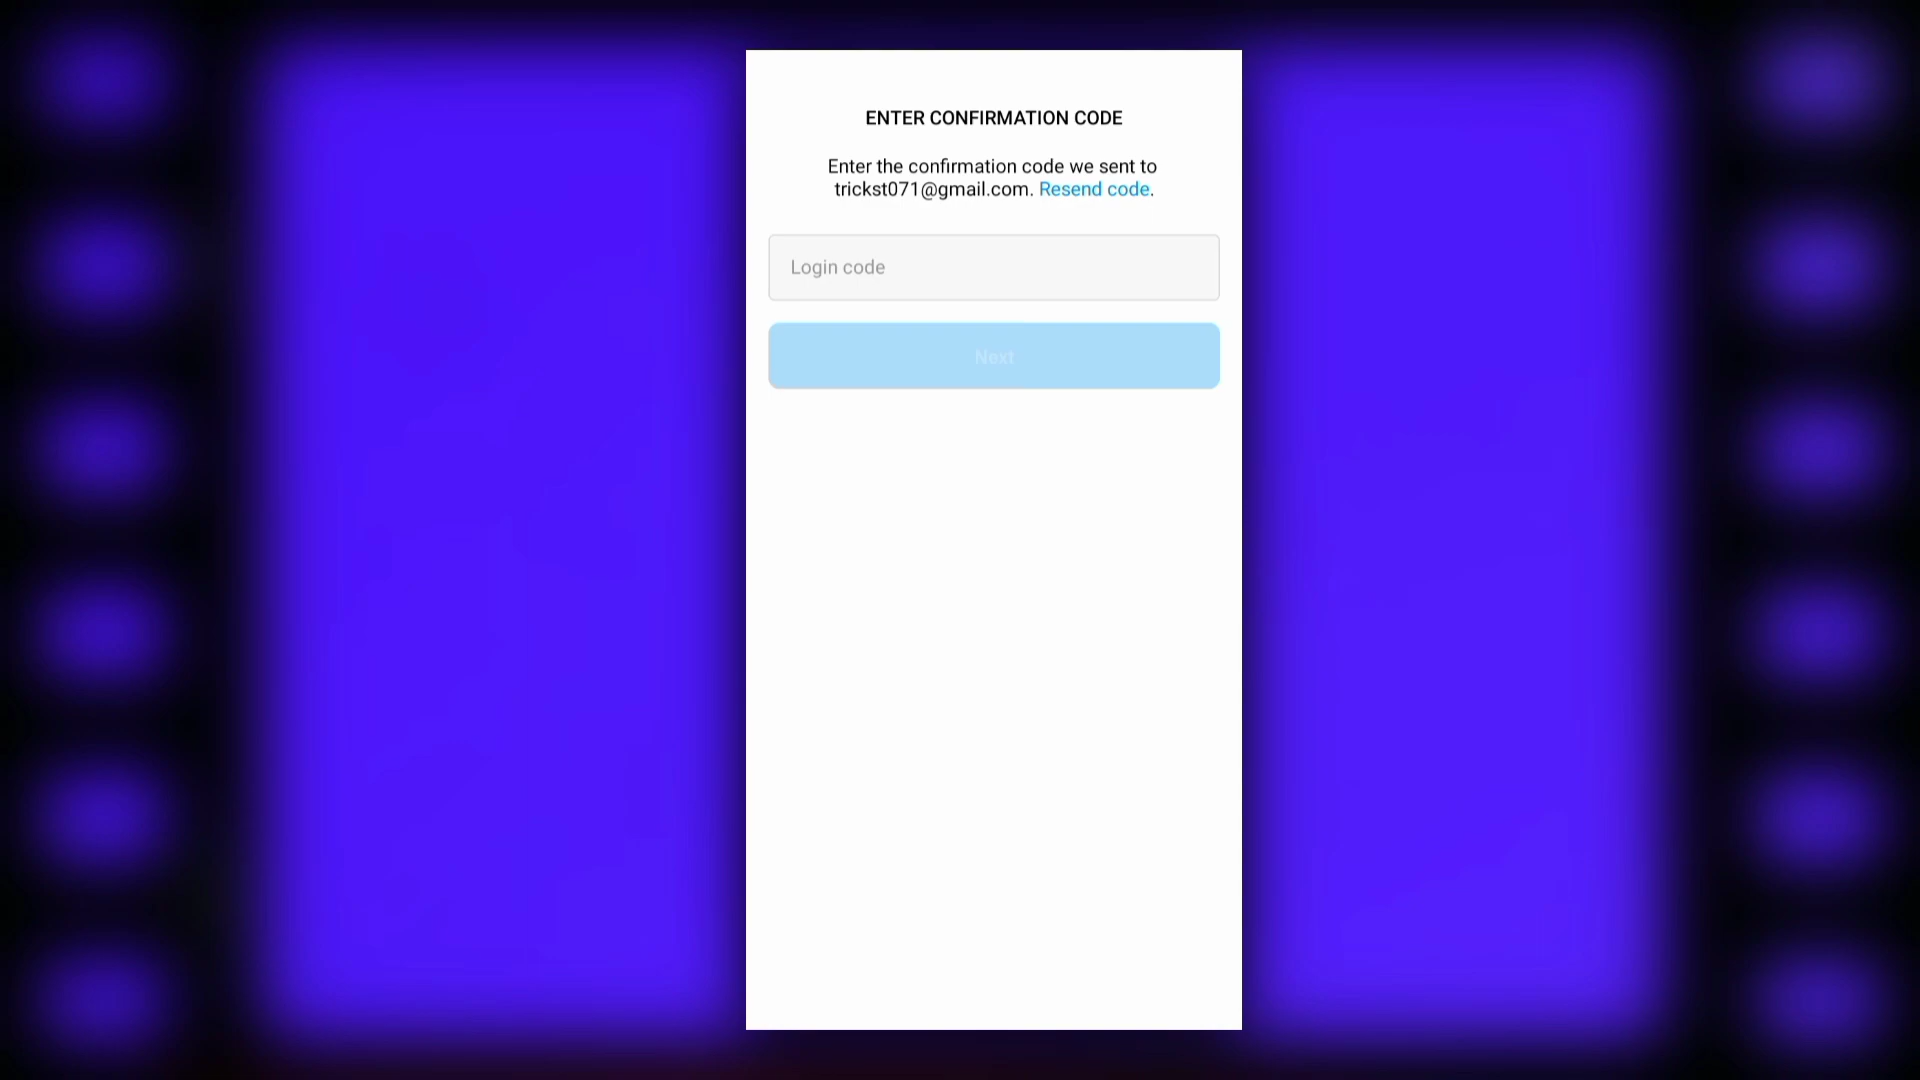 ENTER CONFIRMATION CODE
Enter the confirmation code we sent to
trickst071@gmail.com. Resend code.
Login code
Next